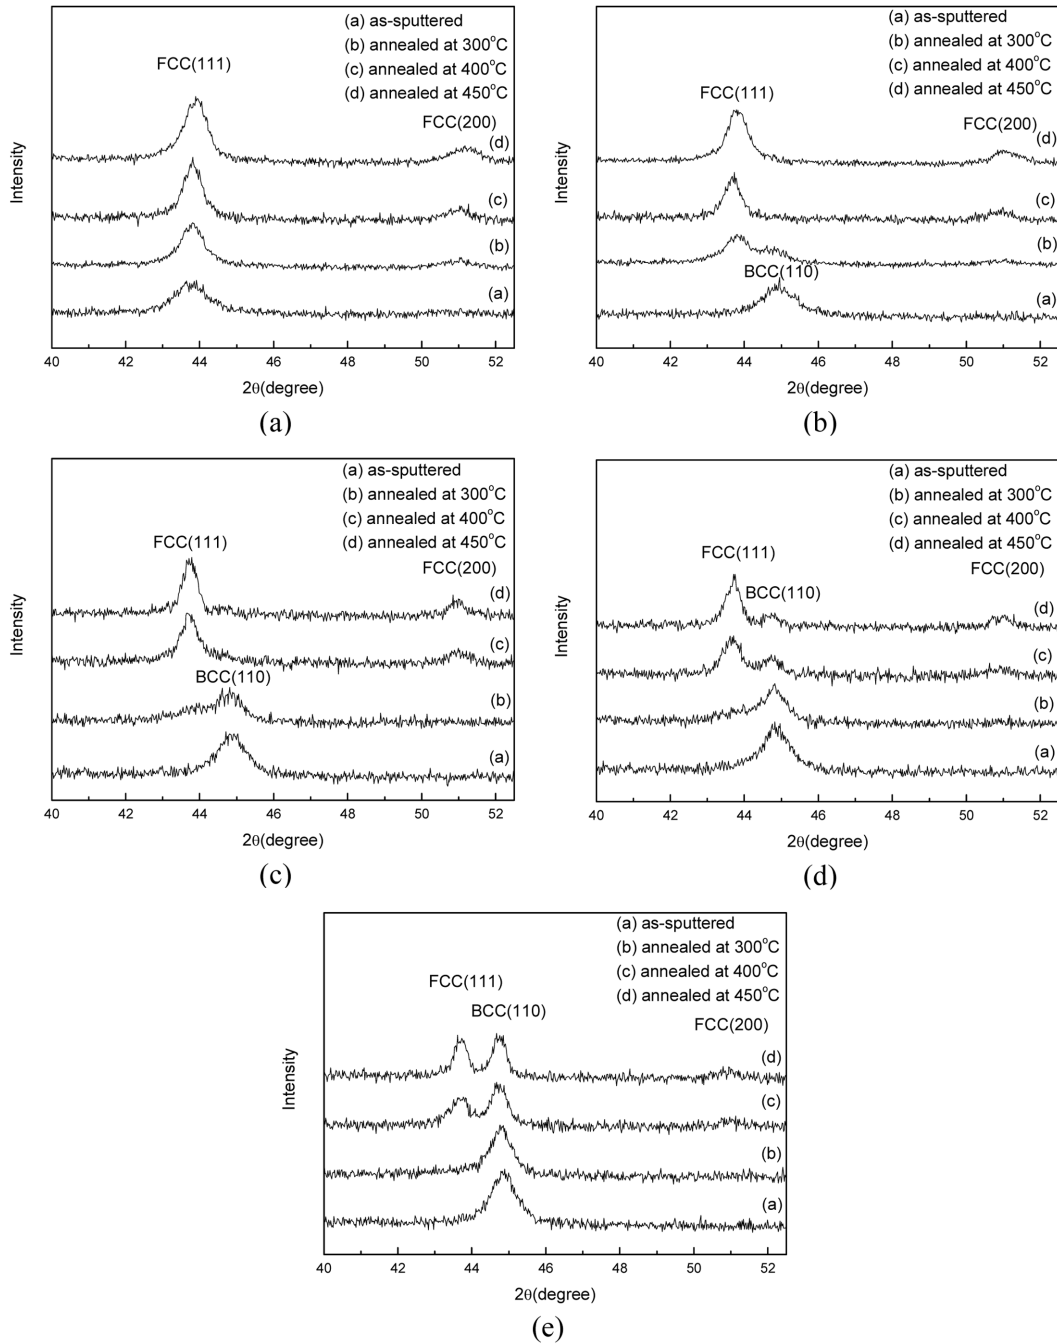 (a) as-sputtered
(b) annealed at 300°C
(c) annealed at 400°C
(d) annealed at 450°C
FCC(111)
FCC(200)
(d)
(c)
(b)
(a)
Intensity
40 42 44 46 48 50 52
2θ(degree)
(a)
(a) as-sputtered
(b) annealed at 300°C
(c) annealed at 400°C
(d) annealed at 450°C
FCC(111)
FCC(200)
(d)
(c)
(b)
BCC(110)
(a)
Intensity
40 42 44 46 48 50 52
2θ(degree)
(b)
(a) as-sputtered
(b) annealed at 300°C
(c) annealed at 400°C
(d) annealed at 450°C
FCC(111)
FCC(200)
(d)
(c)
BCC(110)
(b)
(a)
Intensity
40 42 44 46 48 50 52
2θ(degree)
(c)
(a) as-sputtered
(b) annealed at 300°C
(c) annealed at 400°C
(d) annealed at 450°C
FCC(111)
FCC(200)
BCC(110)
(d)
(c)
(b)
(a)
Intensity
40 42 44 46 48 50 52
2θ(degree)
(d)
(a) as-sputtered
(b) annealed at 300°C
(c) annealed at 400°C
(d) annealed at 450°C
FCC(111)
BCC(110)
FCC(200)
(d)
(c)
(b)
(a)
Intensity
40 42 44 46 48 50 52
2θ(degree)
(e)